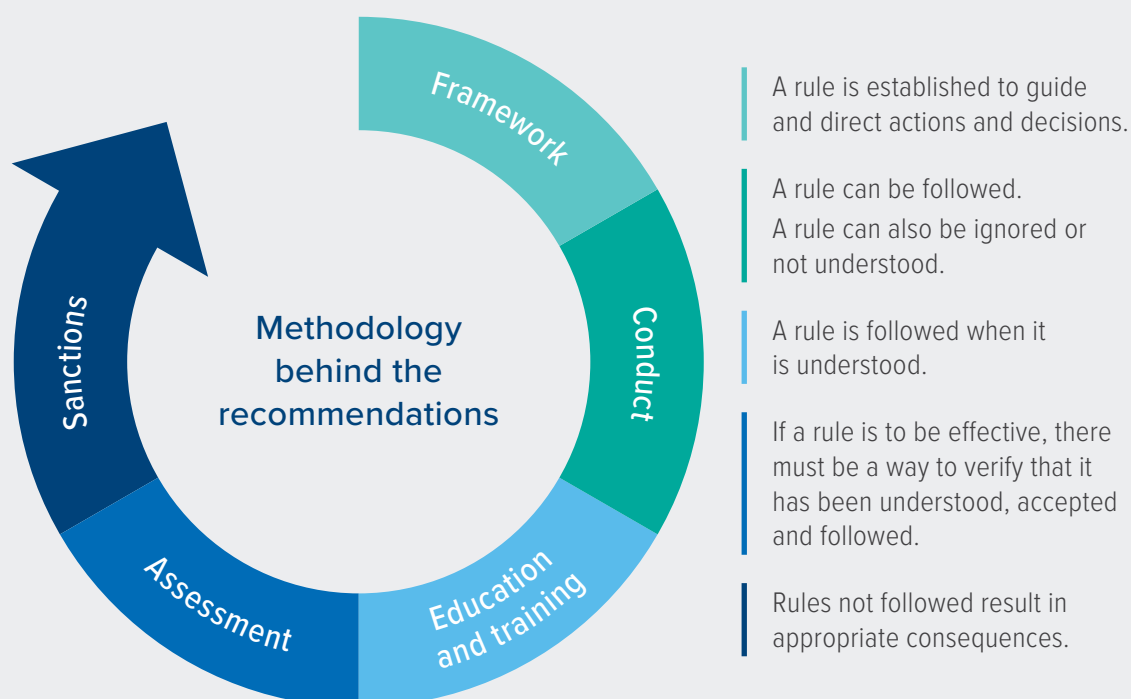 Framework
Conduct
Education
and training
Assessment
Sanctions
Methodology
behind the
recommendations
A rule is established to guide
and direct actions and decisions.
A rule can be followed.
A rule can also be ignored or
not understood.
A rule is followed when it
is understood.
If a rule is to be effective, there
must be a way to verify that it
has been understood, accepted
and followed.
Rules not followed result in
appropriate consequences.